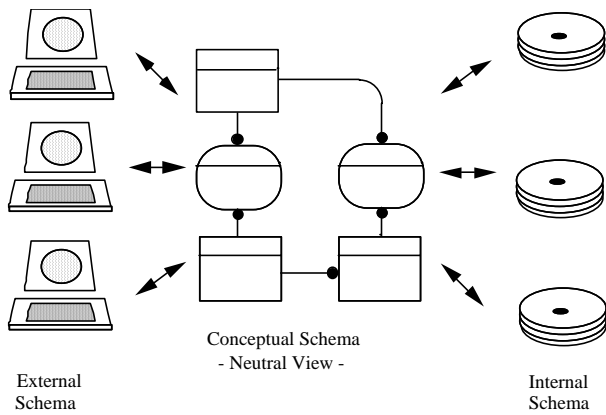 Conceptual Schema
- Neutral View -
External
Schema
Internal
Schema